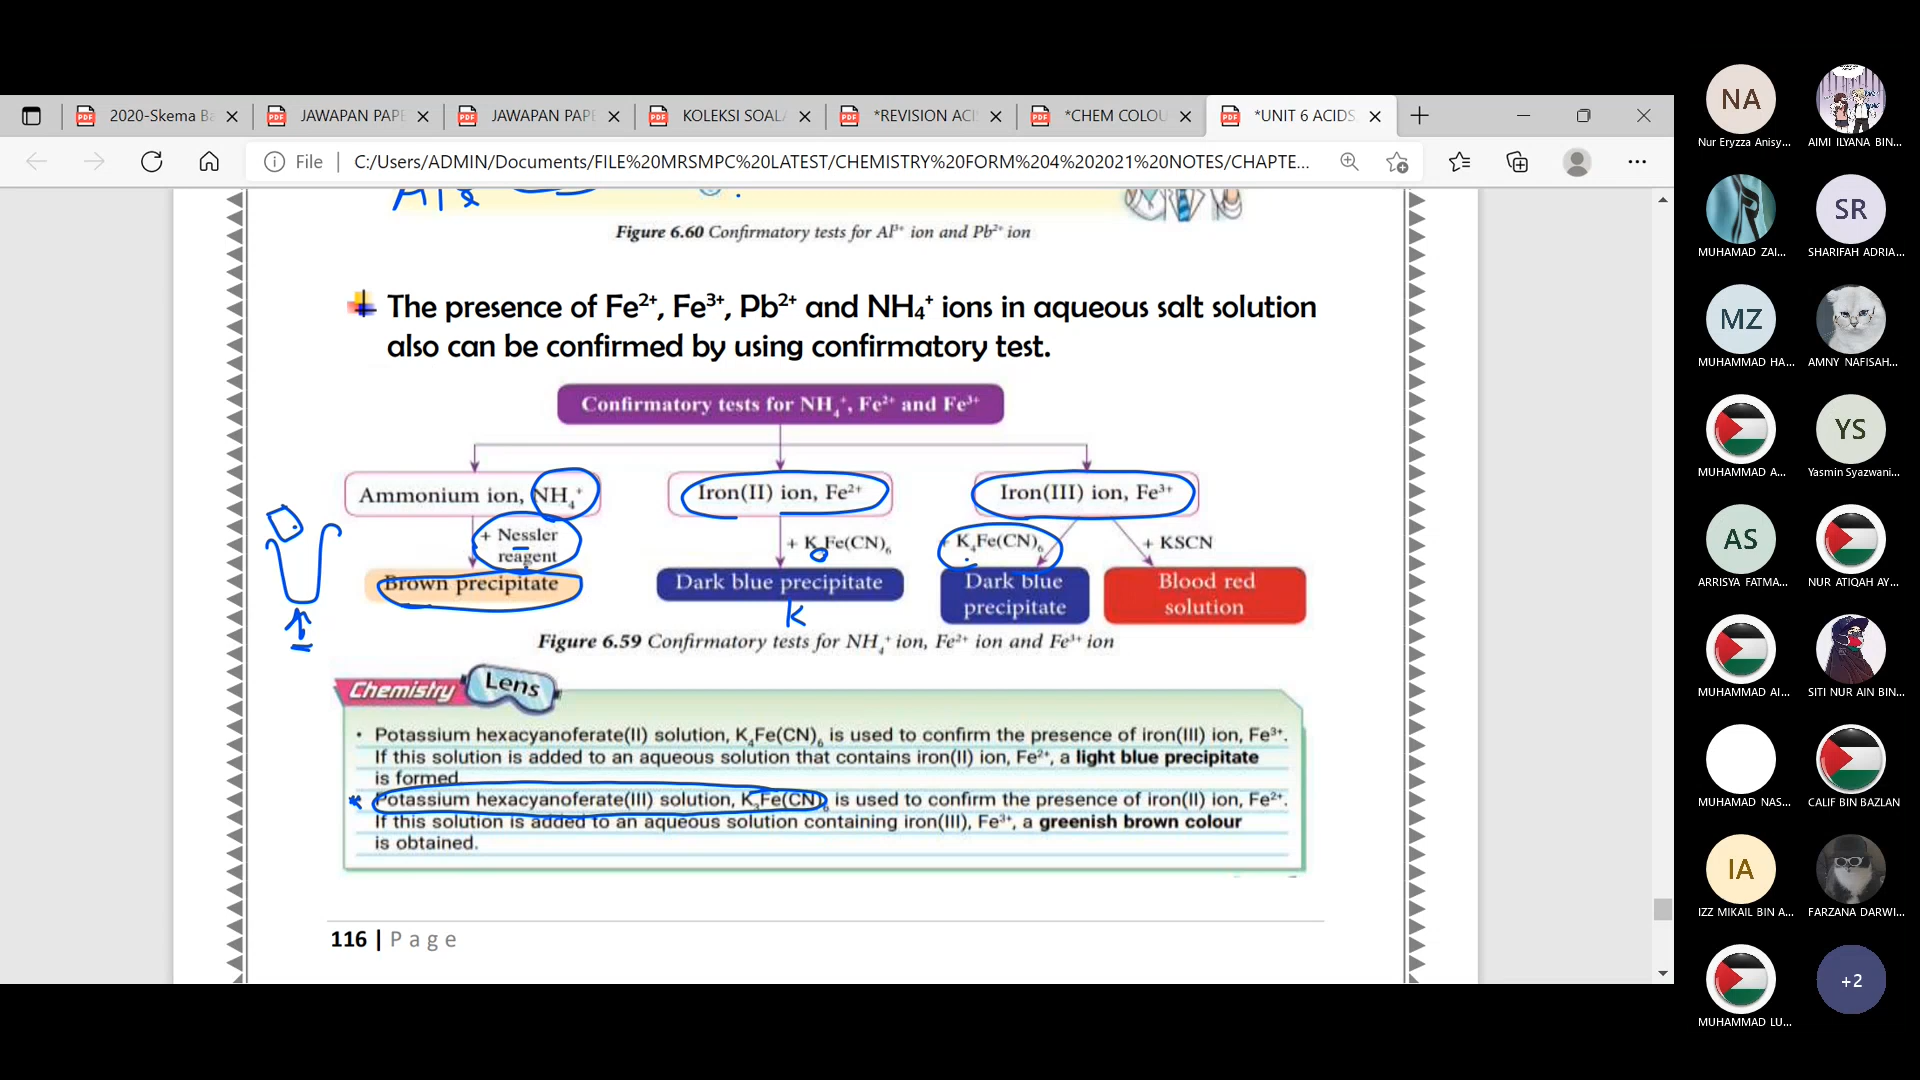 2020-Skema Ba
JAWAPAN PAPE
JAWAPAN PAPE
KOLEKSI SOALA
*REVISION ACI
*CHEM COLOU
*UNIT 6 ACIDS
File
C:/Users/ADMIN/Documents/FILE%20MRSMPC%20LATEST/CHEMISTRY%20FORM%204%202021%20NOTES/CHAPTE...
Figure 6.60 Confirmatory tests for Al³⁺ ion and Pb²⁺ ion
The presence of Fe²⁺, Fe³⁺, Pb²⁺ and NH₄⁺ ions in aqueous salt solution
also can be confirmed by using confirmatory test.
Confirmatory tests for NH₄⁺, Fe²⁺ and Fe³⁺
Ammonium ion, NH₄⁺
Iron(II) ion, Fe²⁺
Iron(III) ion, Fe³⁺
+ Nessler
reagent
+ K Fe(CN)₆
+ K₄Fe(CN)₆
+ KSCN
Brown precipitate
Dark blue precipitate
Dark blue
precipitate
Blood red
solution
K
Figure 6.59 Confirmatory tests for NH₄⁺ ion, Fe²⁺ ion and Fe³⁺ ion
Chemistry Lens
• Potassium hexacyanoferate(II) solution, K₄Fe(CN)₆ is used to confirm the presence of iron(III) ion, Fe³⁺.
If this solution is added to an aqueous solution that contains iron(II) ion, Fe²⁺, a light blue precipitate
is formed
Potassium hexacyanoferate(III) solution, K₃Fe(CN)₆ is used to confirm the presence of iron(II) ion, Fe²⁺.
If this solution is added to an aqueous solution containing iron(III), Fe³⁺, a greenish brown colour
is obtained.
116 | Page
NA
Nur Eryzza Anisy...
AIMI ILYANA BIN...
MUHAMAD ZAI...
SR
SHARIFAH ADRIA...
MZ
MUHAMMAD HA...
AMNY NAFISAH...
MUHAMMAD A...
YS
Yasmin Syazwani...
AS
ARRISYA FATMA...
NUR ATIQAH AY...
MUHAMMAD AI...
SITI NUR AIN BIN...
MUHAMAD NAS...
CALIF BIN BAZLAN
IA
IZZ MIKAIL BIN A...
FARZANA DARWI...
MUHAMMAD LU...
+2